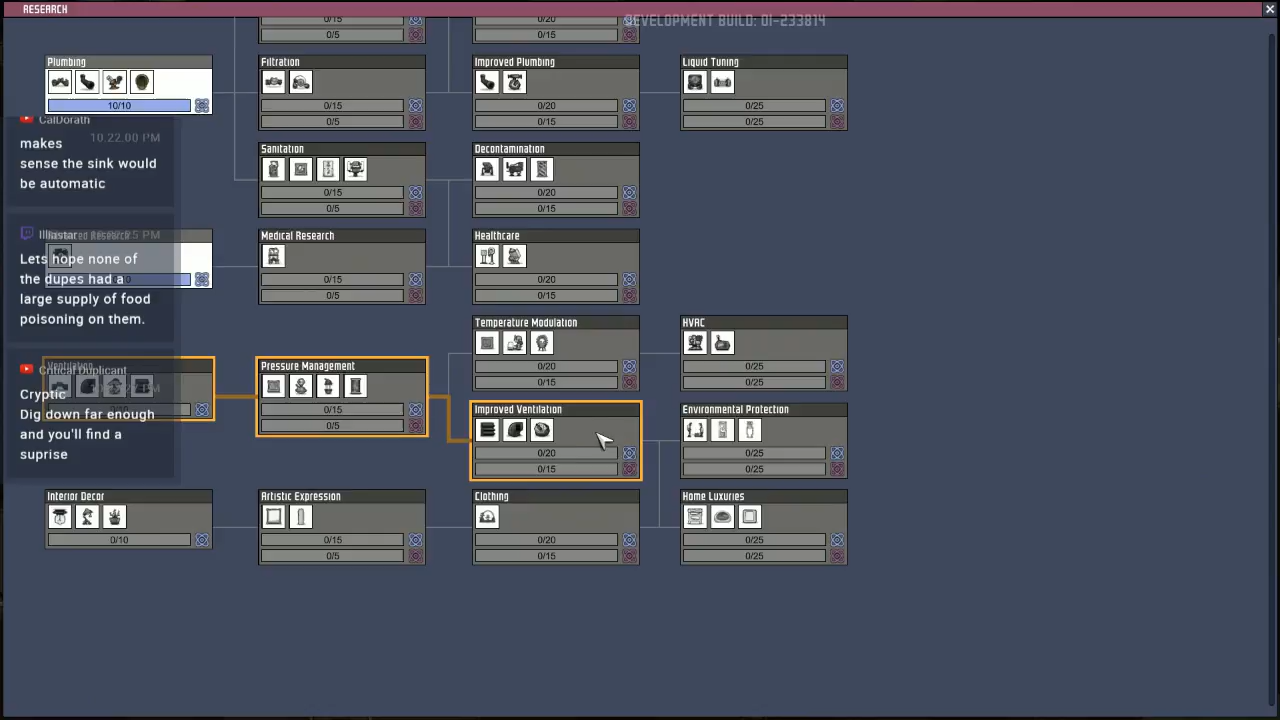 RESEARCH
DEVELOPMENT BUILD: 01-233814
0/15
0/5
0/20
0/15
Plumbing
10/10
Filtration
0/15
0/5
Improved Plumbing
0/20
0/15
Liquid Tuning
0/25
0/25
CalDorath
10.22.00 PM
makes
sense the sink would
be automatic
Sanitation
0/15
0/5
Decontamination
0/20
0/15
Lets hope none of
the dupes had a
large supply of food
poisoning on them.
Medical Research
0/15
0/5
Healthcare
0/20
0/15
Temperature Modulation
0/20
0/15
HVAC
0/25
0/25
Ventilation
Critical Duplicant
Cryptic
Dig down far enough
and you'll find a
suprise
Pressure Management
0/15
0/5
Improved Ventilation
0/20
0/15
Environmental Protection
0/25
0/25
Interior Decor
0/10
Artistic Expression
0/15
0/5
Clothing
0/20
0/15
Home Luxuries
0/25
0/25